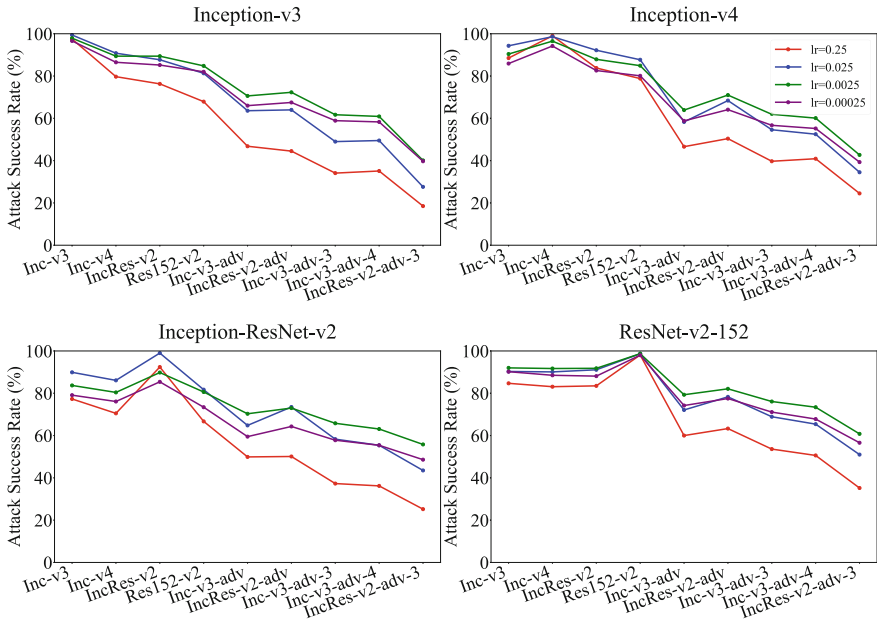 Inception-v3
Attack Success Rate (%)
100
80
60
40
20
0
Inc-v3
Inc-v4
IncRes-v2
Res152-v2
Inc-v3-adv
IncRes-v2-adv
Inc-v3-adv-3
Inc-v3-adv-4
IncRes-v2-adv-3
Inception-v4
Attack Success Rate (%)
100
80
60
40
20
0
lr=0.25
lr=0.025
lr=0.0025
lr=0.00025
Inc-v3
Inc-v4
IncRes-v2
Res152-v2
Inc-v3-adv
IncRes-v2-adv
Inc-v3-adv-3
Inc-v3-adv-4
IncRes-v2-adv-3
Inception-ResNet-v2
Attack Success Rate (%)
100
80
60
40
20
0
Inc-v3
Inc-v4
IncRes-v2
Res152-v2
Inc-v3-adv
IncRes-v2-adv
Inc-v3-adv-3
Inc-v3-adv-4
IncRes-v2-adv-3
ResNet-v2-152
Attack Success Rate (%)
100
80
60
40
20
0
Inc-v3
Inc-v4
IncRes-v2
Res152-v2
Inc-v3-adv
IncRes-v2-adv
Inc-v3-adv-3
Inc-v3-adv-4
IncRes-v2-adv-3